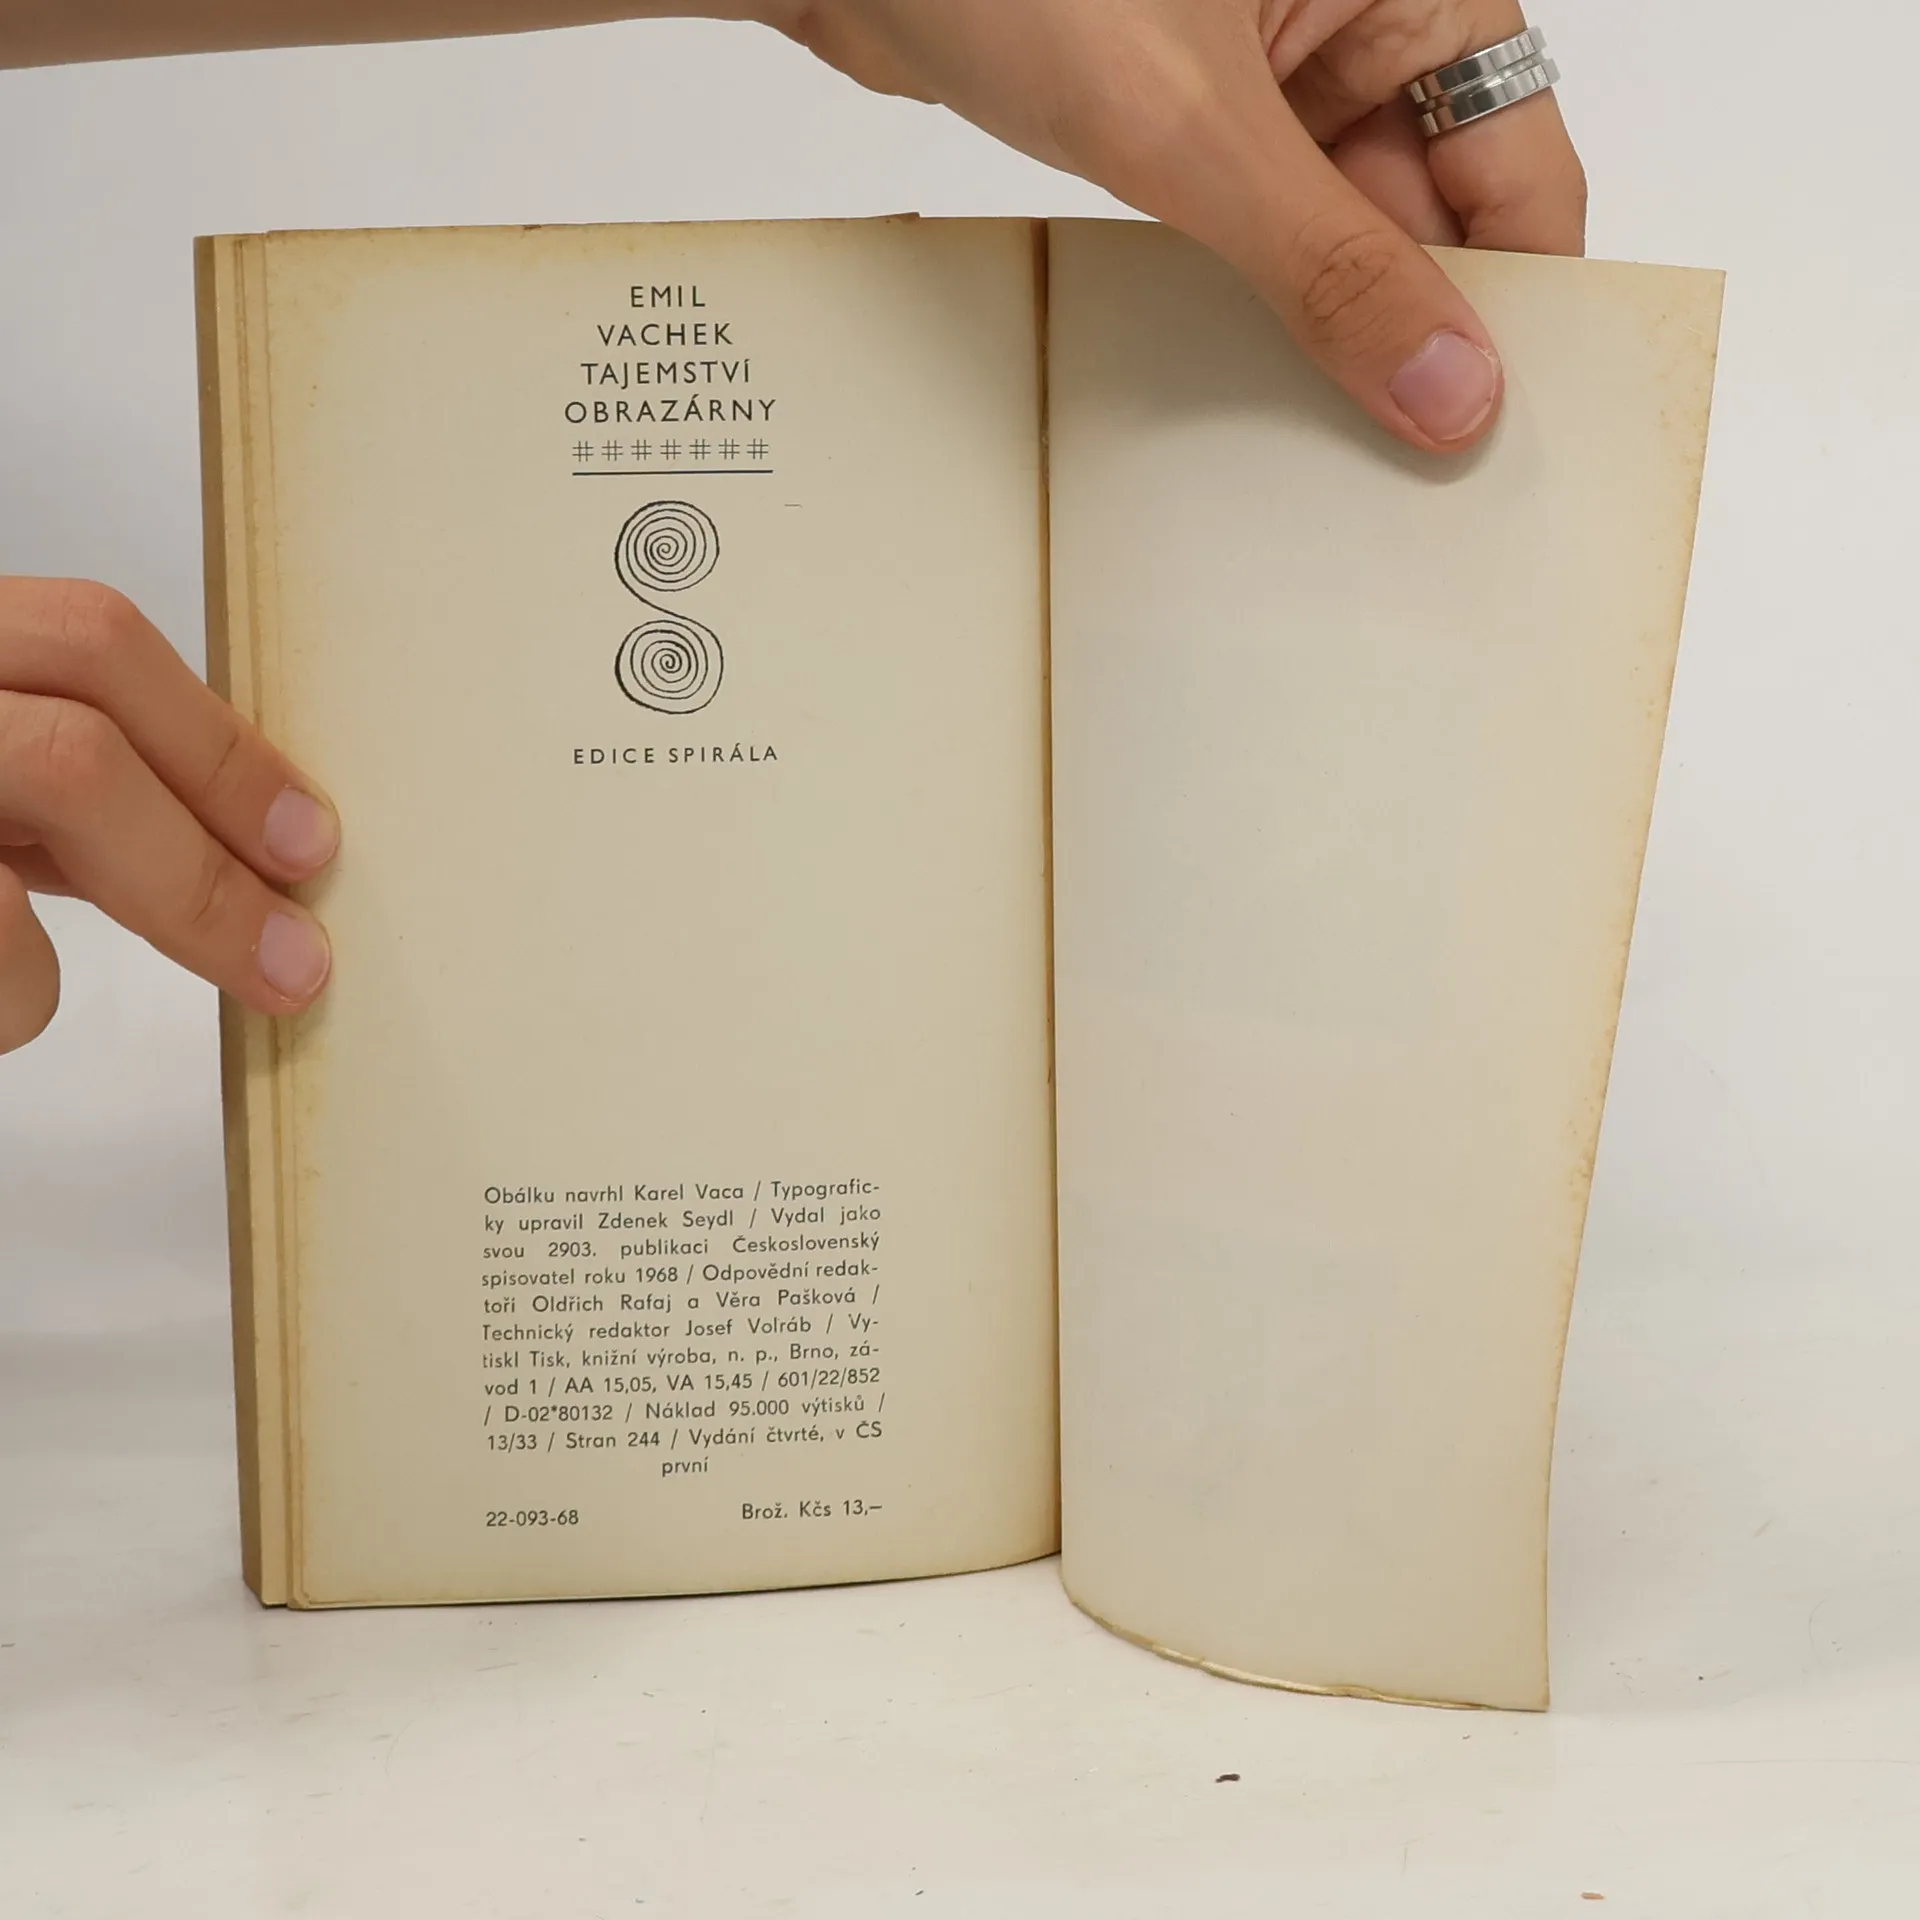 EMIL
VACHEK
TAJEMSTVÍ
OBRAZÁRNY
#######
EDICE SPIRÁLA
Obálku navrhl Karel Vaca / Typografic-
ky upravil Zdenek Seydl / Vydal jako
svou 2903. publikaci Československý
spisovatel roku 1968 / Odpovědní redak-
toři Oldřich Rafaj a Věra Pašková /
Technický redaktor Josef Volráb / Vy-
tiskl Tisk, knižní výroba, n. p., Brno, zá-
vod 1 / AA 15,05, VA 15,45 / 601/22/852
/ D-02*80132 / Náklad 95.000 výtisků /
13/33 / Stran 244 / Vydání čtvrté, v ČS
první
22-093-68 Brož. Kčs 13,–